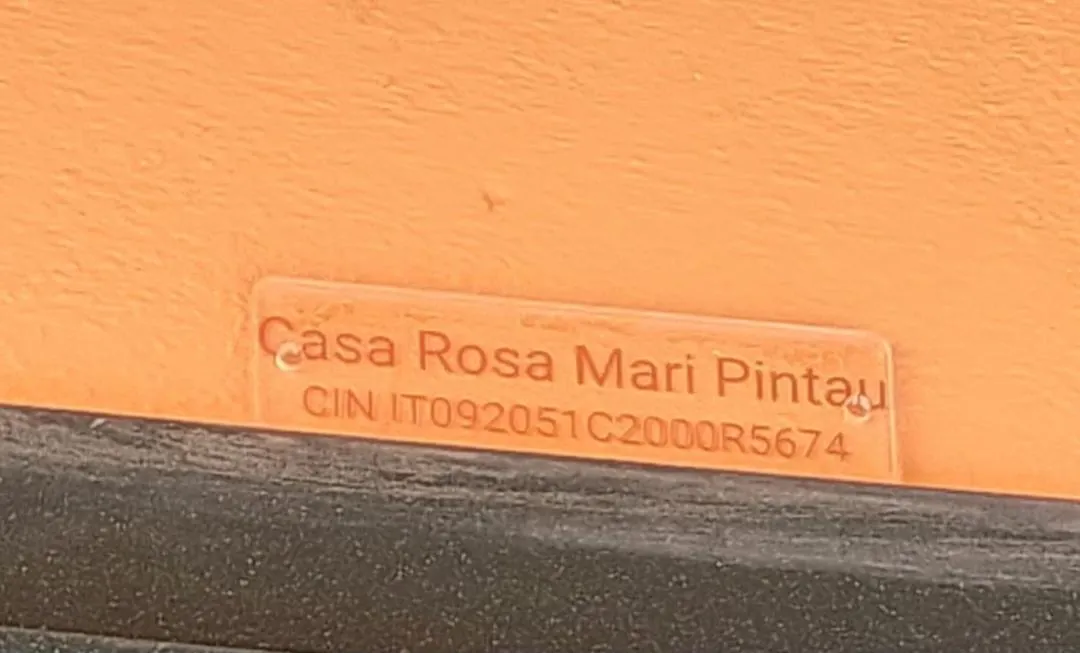 Casa Rosa Mari Pintau
CIN IT092051C2000R5674